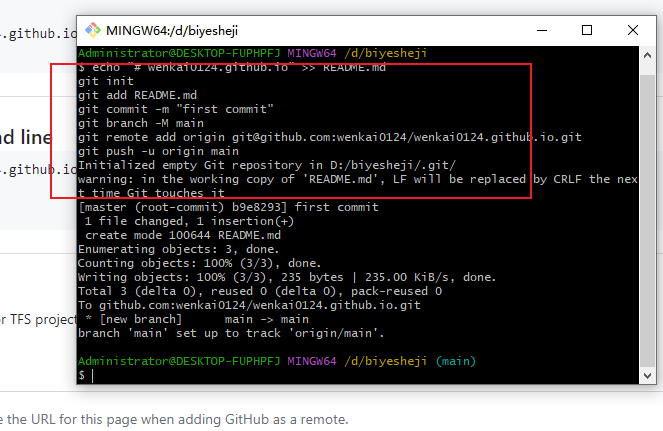 .github.io
MINGW64:/d/biyesheji
Administrator@DESKTOP-FUPHPFJ MINGW64 /d/biyesheji
$ echo "# wenkai0124.github.io" >> README.md
git init
git add README.md
git commit -m "first commit"
git branch -M main
git remote add origin git@github.com:wenkai0124/wenkai0124.github.io.git
git push -u origin main
Initialized empty Git repository in D:/biyesheji/.git/
warning: in the working copy of 'README.md', LF will be replaced by CRLF the nex
t time Git touches it
[master (root-commit) b9e8293] first commit
1 file changed, 1 insertion(+)
create mode 100644 README.md
Enumerating objects: 3, done.
Counting objects: 100% (3/3), done.
Writing objects: 100% (3/3), 235 bytes | 235.00 KiB/s, done.
Total 3 (delta 0), reused 0 (delta 0), pack-reused 0
To github.com:wenkai0124/wenkai0124.github.io.git
* [new branch]      main -> main
branch 'main' set up to track 'origin/main'.
Administrator@DESKTOP-FUPHPFJ MINGW64 /d/biyesheji (main)
$
nd line
.github.io
or TFS project
e the URL for this page when adding GitHub as a remote.